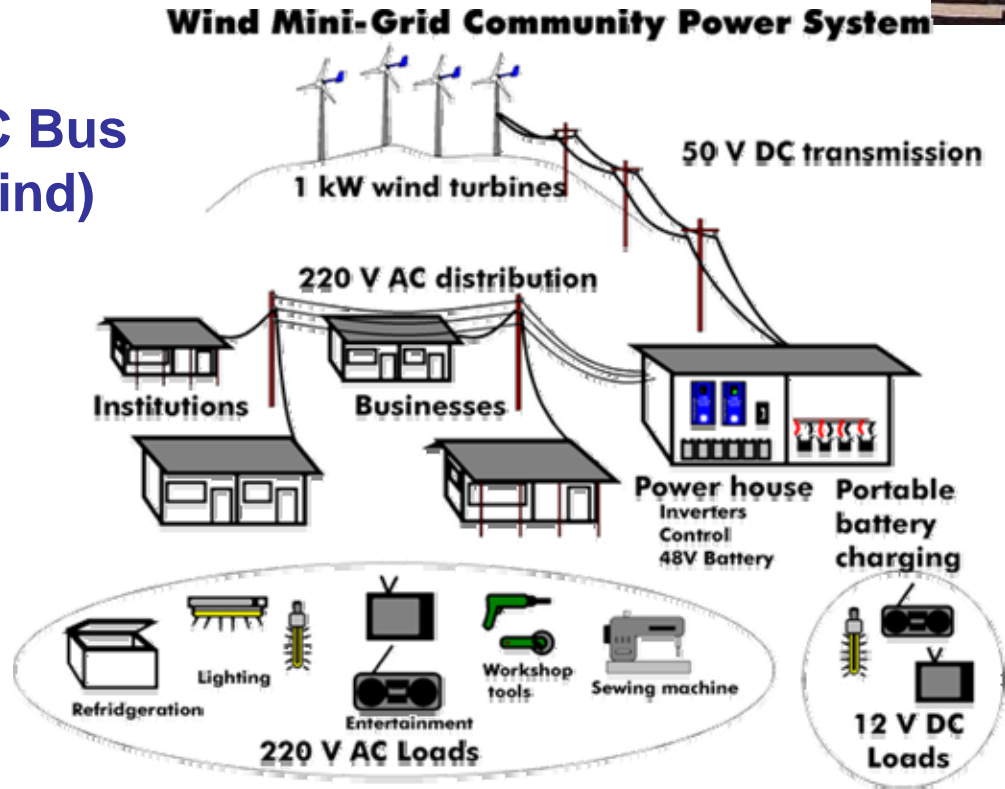 Wind Mini-Grid Community Power System
C Bus
ind)
50 V DC transmission
1 kW wind turbines
220 V AC distribution
Institutions
Businesses
Power house
Inverters
Control
48V Battery
Portable
battery
charging
Refridgeration
Lighting
Entertainment
Workshop
tools
Sewing machine
220 V AC Loads
12 V DC
Loads